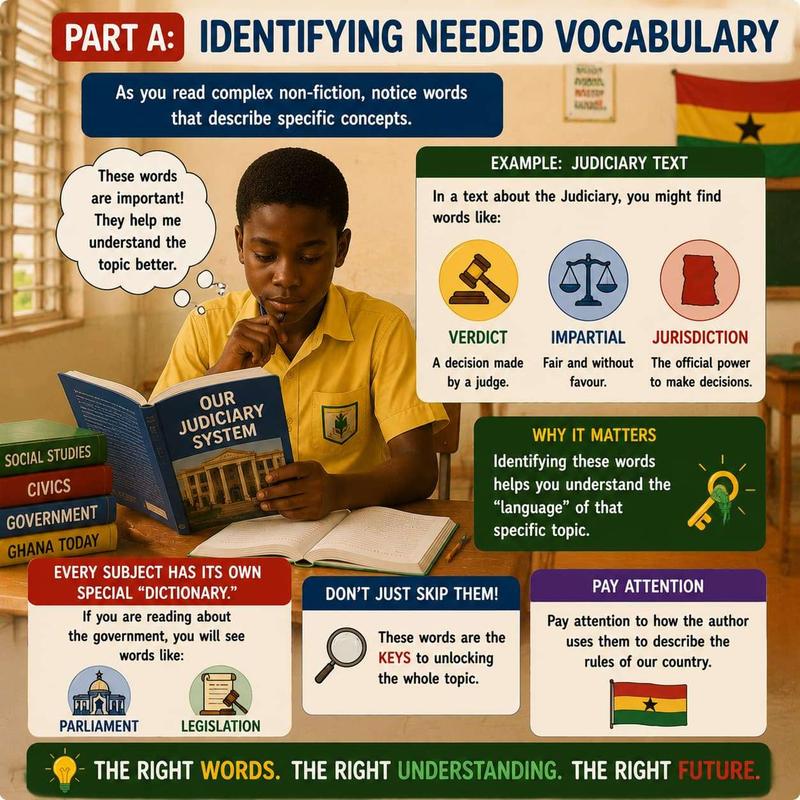 PART A: IDENTIFYING NEEDED VOCABULARY
As you read complex non-fiction, notice words
that describe specific concepts.
These words
are important!
They help me
understand the
topic better.
EXAMPLE: JUDICIARY TEXT
In a text about the Judiciary, you might find
words like:
VERDICT
A decision made
by a judge.
IMPARTIAL
Fair and without
favour.
JURISDICTION
The official power
to make decisions.
OUR
JUDICIARY
SYSTEM
SOCIAL STUDIES
CIVICS
GOVERNMENT
GHANA TODAY
WHY IT MATTERS
Identifying these words
helps you understand the
“language” of that
specific topic.
EVERY SUBJECT HAS ITS OWN
SPECIAL “DICTIONARY.”
If you are reading about
the government, you will see
words like:
PARLIAMENT
LEGISLATION
DON’T JUST SKIP THEM!
These words are the
KEYS to unlocking
the whole topic.
PAY ATTENTION
Pay attention to how the author
uses them to describe the
rules of our country.
THE RIGHT WORDS. THE RIGHT UNDERSTANDING. THE RIGHT FUTURE.